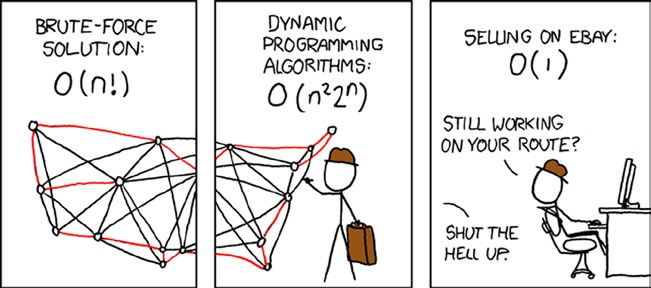 BRUTE-FORCE
SOLUTION:
O(n!)
DYNAMIC
PROGRAMMING
ALGORITHMS:
O(n²2ⁿ)
SELLING ON EBAY:
O(1)
STILL WORKING
ON YOUR ROUTE?
SHUT THE
HELL UP.